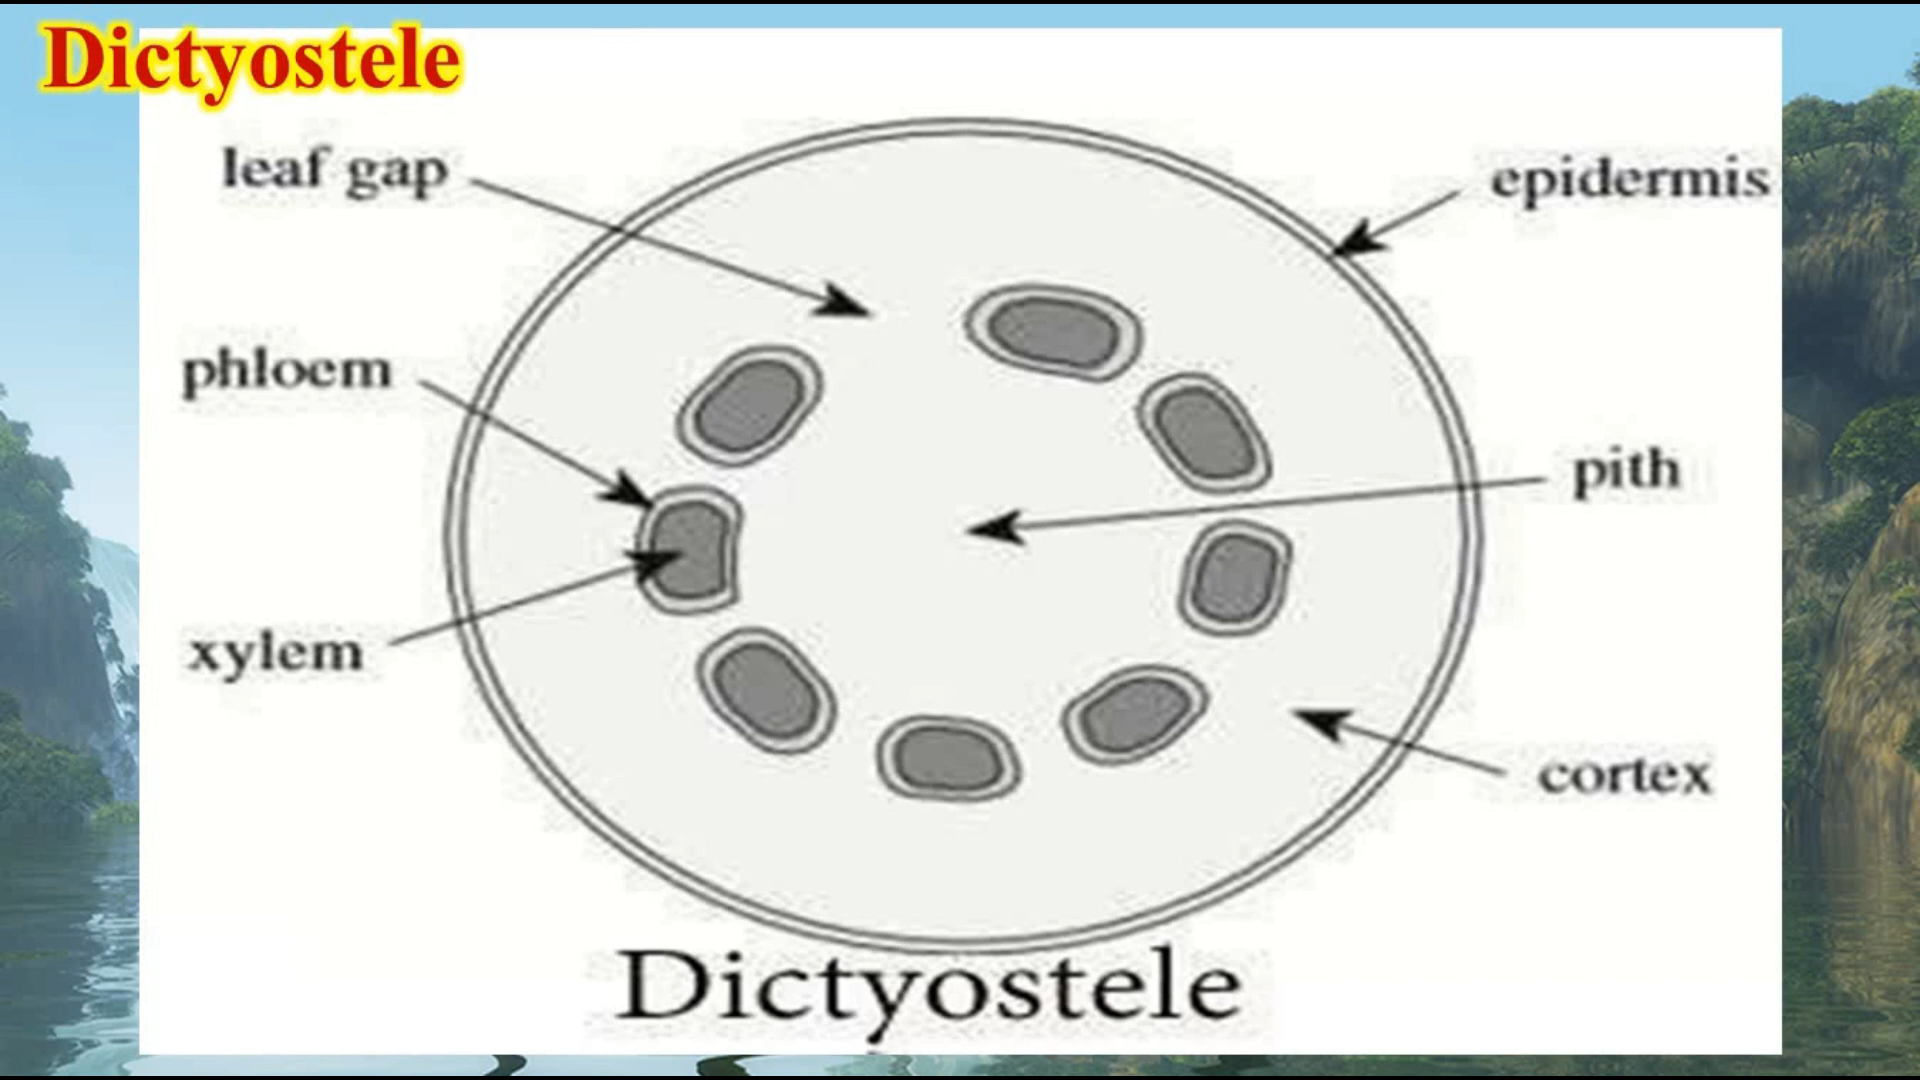 Dictyostele
leaf gap
epidermis
phloem
pith
xylem
cortex
Dictyostele